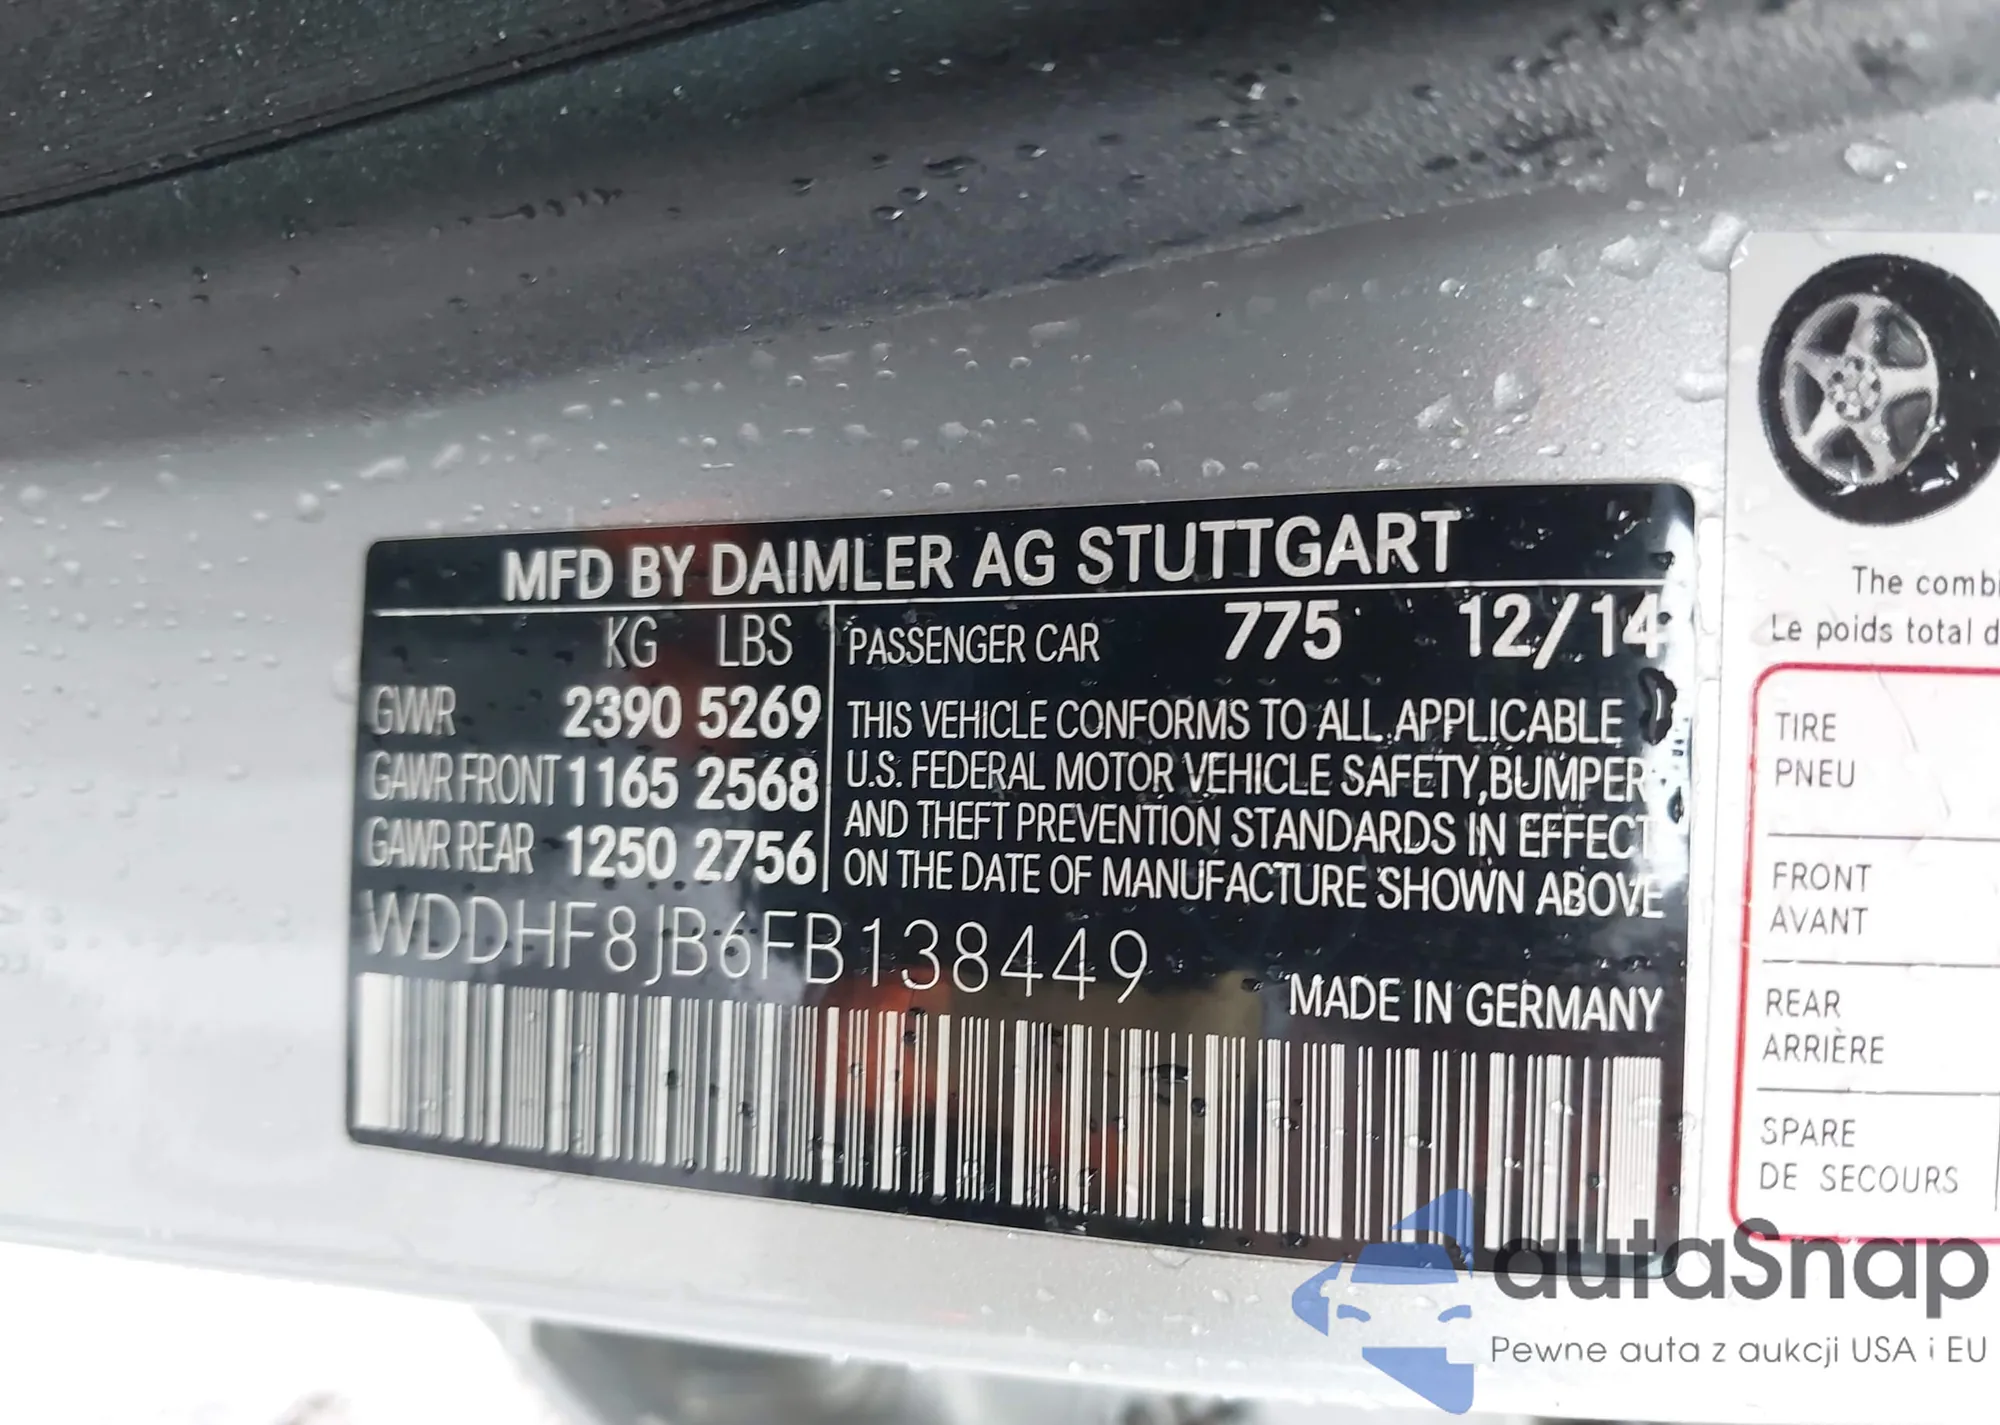 MFD BY DAIMLER AG STUTTGART
KG LBS
GVWR 2390 5269
GAWR FRONT 1165 2568
GAWR REAR 1250 2756
PASSENGER CAR 775 12/14
THIS VEHICLE CONFORMS TO ALL APPLICABLE
U.S. FEDERAL MOTOR VEHICLE SAFETY,BUMPER
AND THEFT PREVENTION STANDARDS IN EFFECT
ON THE DATE OF MANUFACTURE SHOWN ABOVE
WDDHF8JB6FB138449
MADE IN GERMANY
The combi
Le poids total d
TIRE
PNEU
FRONT
AVANT
REAR
ARRIÈRE
SPARE
DE SECOURS
autaSnap
Pewne auta z aukcji USA i EU